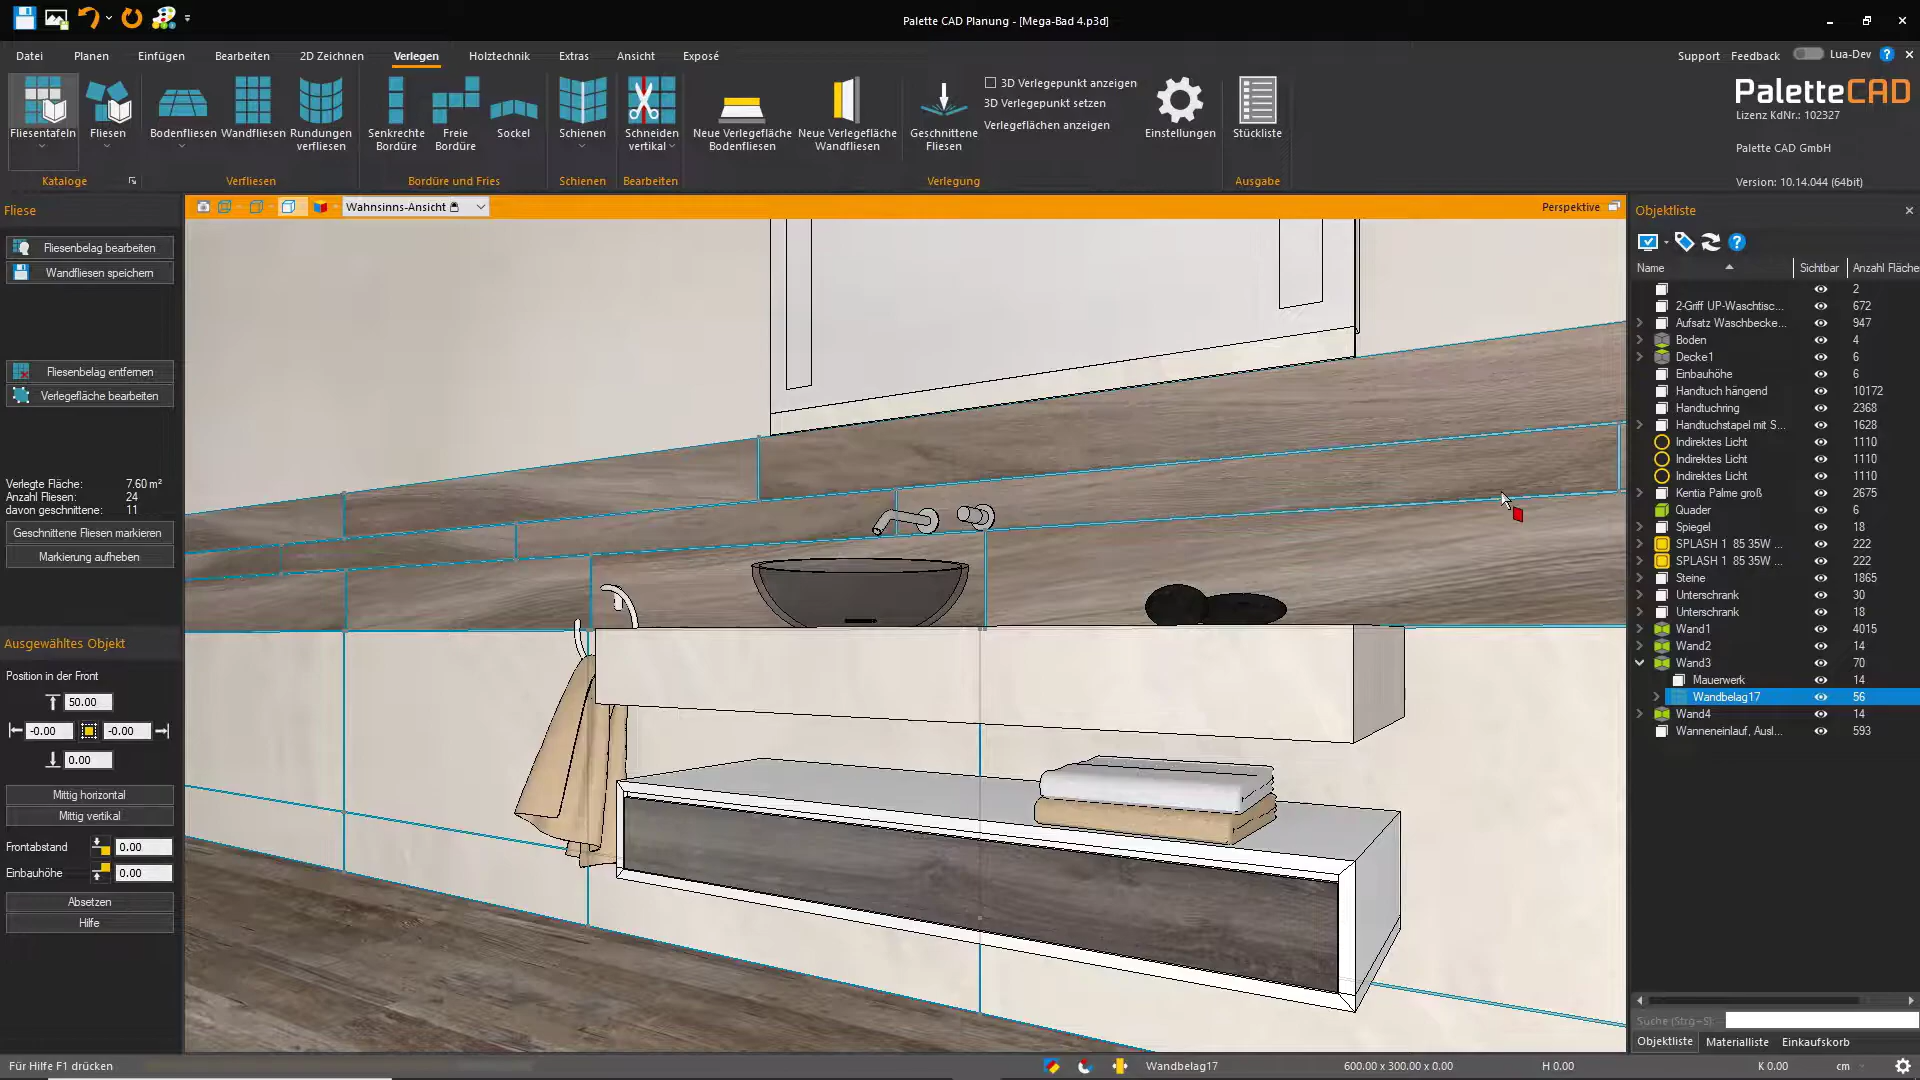 Palette CAD Planung - [Mega-Bad 4.p3d]
Datei
Planen
Einfügen
Bearbeiten
2D Zeichnen
Verlegen
Holztechnik
Extras
Ansicht
Exposé
Support
Feedback
Lua-Dev
Fliesentafeln
Fliesen
Bodenfliesen
Wandfliesen
Rundungen
verfliesen
Senkrechte
Bordüre
Freie
Bordüre
Sockel
Schienen
Schneiden
vertikal
Neue Verlegefläche
Bodenfliesen
Neue Verlegefläche
Wandfliesen
Geschnittene
Fliesen
3D Verlegepunkt anzeigen
3D Verlegepunkt setzen
Verlegeflächen anzeigen
Einstellungen
Stückliste
PaletteCAD
Lizenz KdNr.: 102327
Palette CAD GmbH
Version: 10.14.044 (64bit)
Kataloge
Verfliesen
Bordüre und Fries
Schienen
Bearbeiten
Verlegung
Ausgabe
Fliese
Fliesenbelag bearbeiten
Wandfliesen speichern
Fliesenbelag entfernen
Verlegefläche bearbeiten
Verlegte Fläche: 7.60 m²
Anzahl Fliesen: 24
davon geschnittene: 11
Geschnittene Fliesen markieren
Markierung aufheben
Ausgewähltes Objekt
Position in der Front
50.00
-0.00
-0.00
0.00
Mittig horizontal
Mittig vertikal
Frontabstand 0.00
Einbauhöhe 0.00
Absetzen
Hilfe
Wahnsinns-Ansicht
Perspektive
Objektliste
Name Sichtbar Anzahl Fläche
2
2-Griff UP-Waschtisc... 672
Aufsatz Waschbecke... 947
Boden 4
Decke1 6
Einbauhöhe 6
Handtuch hängend 10172
Handtuchring 2368
Handtuchstapel mit S... 1628
Indirektes Licht 1110
Indirektes Licht 1110
Indirektes Licht 1110
Kentia Palme groß 2675
Quader 6
Spiegel 18
SPLASH 1 85 35W ... 222
SPLASH 1 85 35W ... 222
Steine 1865
Unterschrank 30
Unterschrank 18
Wand1 4015
Wand2 14
Wand3 70
Mauerwerk 14
Wandbelag17 56
Wand4 14
Wanneneinlauf, Ausl... 593
Suche (Strg+S):
Objektliste
Materialliste
Einkaufskorb
Für Hilfe F1 drücken
Wandbelag17
600.00 x 300.00 x 0.00
H 0.00
K 0.00
cm